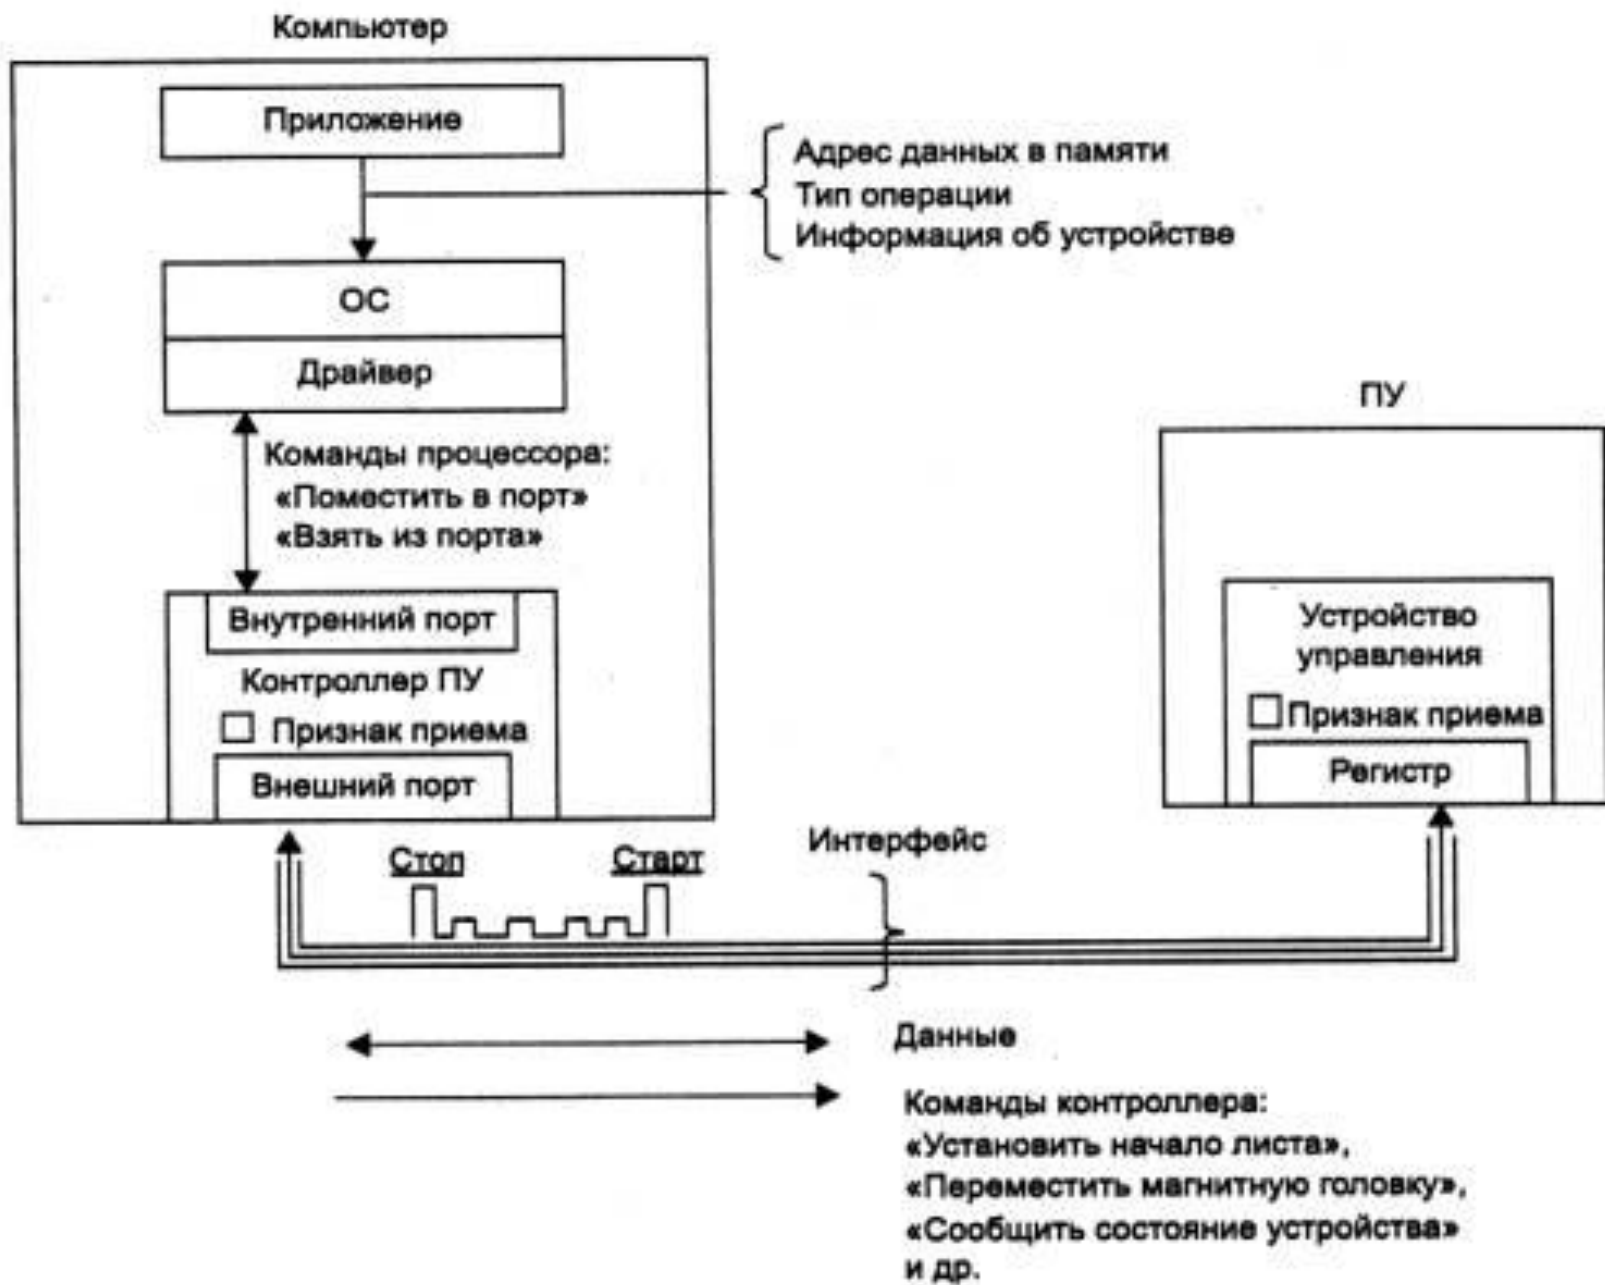 Компьютер
Приложение
Адрес данных в памяти
Тип операции
Информация об устройстве
ОС
Драйвер
Команды процессора:
«Поместить в порт»
«Взять из порта»
Внутренний порт
Контроллер ПУ
Признак приема
Внешний порт
ПУ
Устройство
управления
Признак приема
Регистр
Стоп
Старт
Интерфейс
Данные
Команды контроллера:
«Установить начало листа»,
«Переместить магнитную головку»,
«Сообщить состояние устройства»
и др.